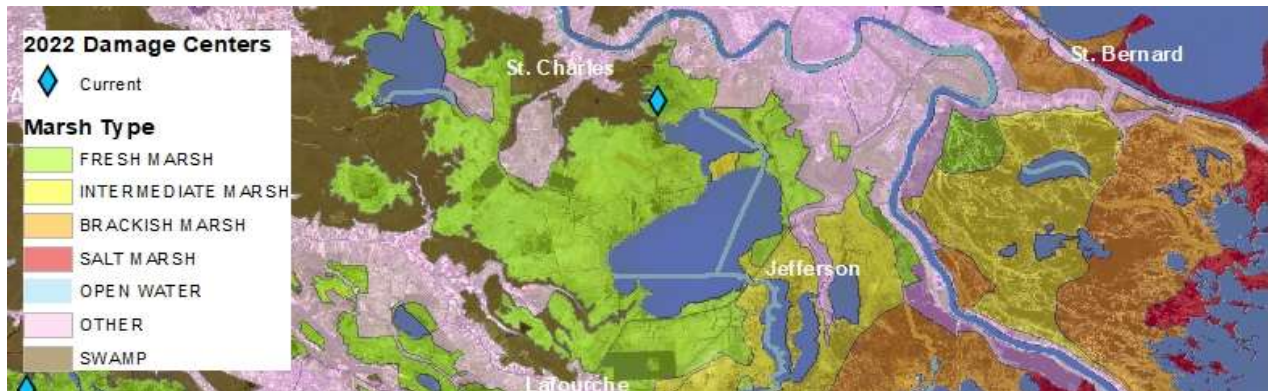 2022 Damage Centers
Current
Marsh Type
FRESH MARSH
INTERMEDIATE MARSH
BRACKISH MARSH
SALT MARSH
OPEN WATER
OTHER
SWAMP
St. Charles
St. Bernard
Jefferson
Lafourche